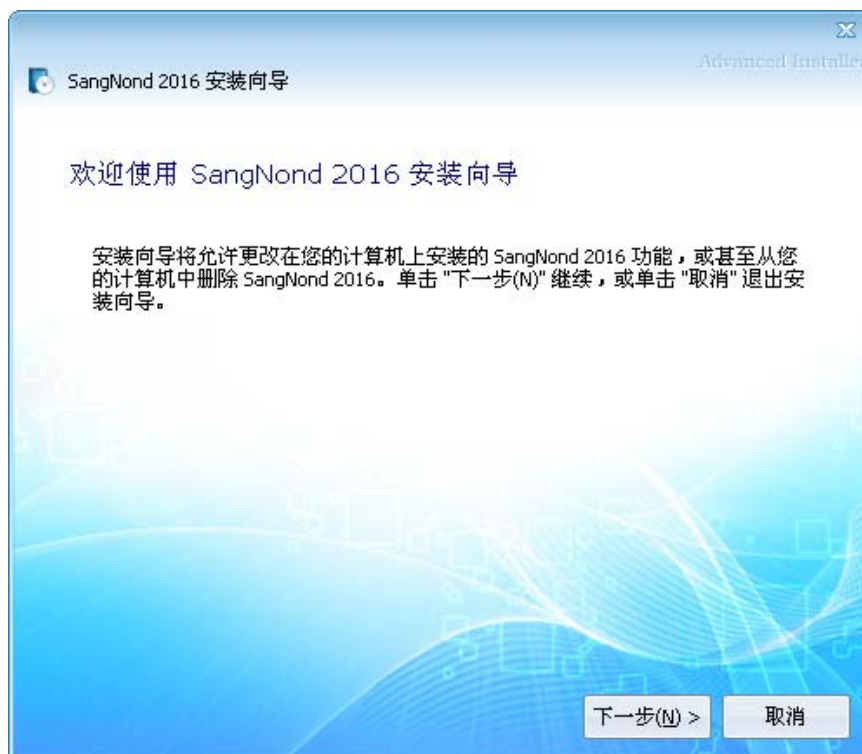 Advanced Installer
SangNond 2016 安装向导
欢迎使用 SangNond 2016 安装向导
安装向导将允许更改在您的计算机上安装的 SangNond 2016 功能，或甚至从您
的计算机中删除 SangNond 2016。单击 "下一步(N)" 继续，或单击 "取消" 退出安
装向导。
下一步(N) >
取消